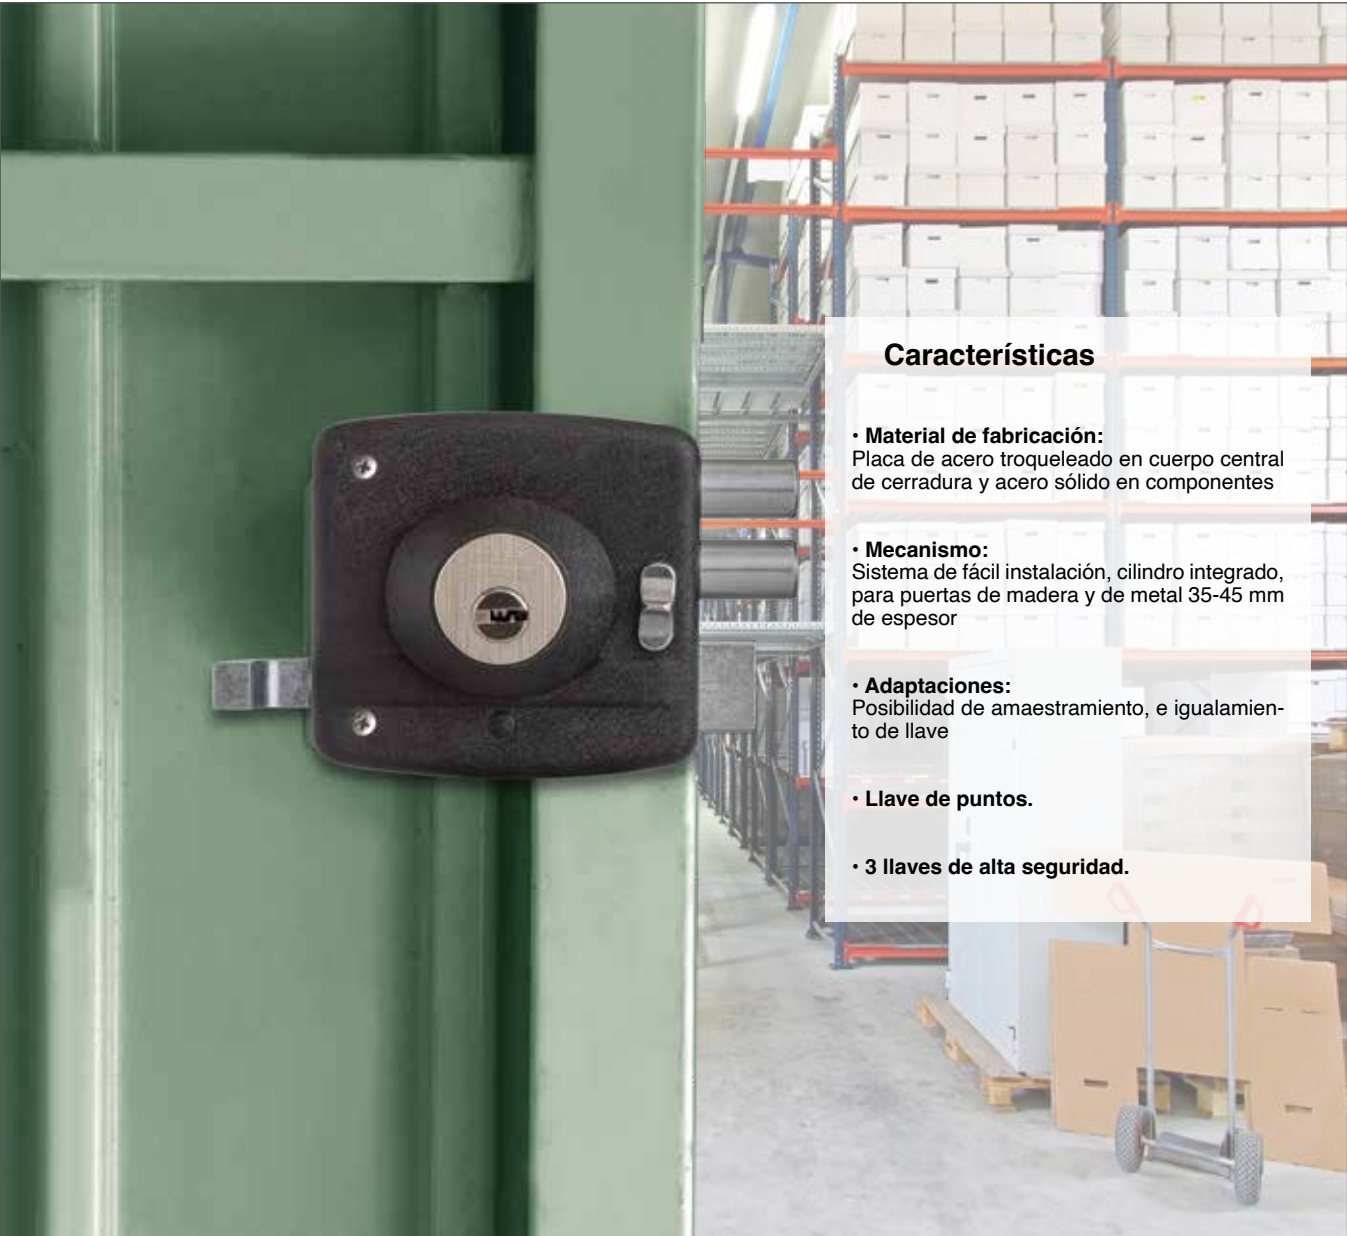 Características
• Material de fabricación:
Placa de acero troqueleado en cuerpo central
de cerradura y acero sólido en componentes
• Mecanismo:
Sistema de fácil instalación, cilindro integrado,
para puertas de madera y de metal 35-45 mm
de espesor
• Adaptaciones:
Posibilidad de amaestramiento, e igualamien-
to de llave
• Llave de puntos.
• 3 llaves de alta seguridad.